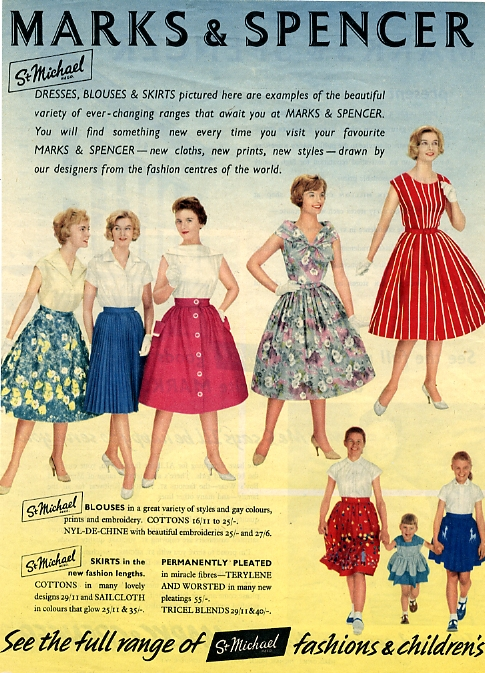 MARKS & SPENCER
St Michael
DRESSES, BLOUSES & SKIRTS pictured here are examples of the beautiful
variety of ever-changing ranges that await you at MARKS & SPENCER.
You will find something new every time you visit your favourite
MARKS & SPENCER—new cloths, new prints, new styles—drawn by
our designers from the fashion centres of the world.
St Michael BLOUSES in a great variety of styles and gay colours,
prints and embroidery. COTTONS 16/11 to 25/-.
NYL-DE-CHINE with beautiful embroideries 25/- and 27/6.
St Michael SKIRTS in the
new fashion lengths.
COTTONS in many lovely
designs 29/11 and SAILCLOTH
in colours that glow 25/11 & 35/-.
PERMANENTLY PLEATED
in miracle fibres—TERYLENE
AND WORSTED in many new
pleatings 55/-.
TRICEL BLENDS 29/11 & 40/-.
See the full range of St Michael fashions & children's